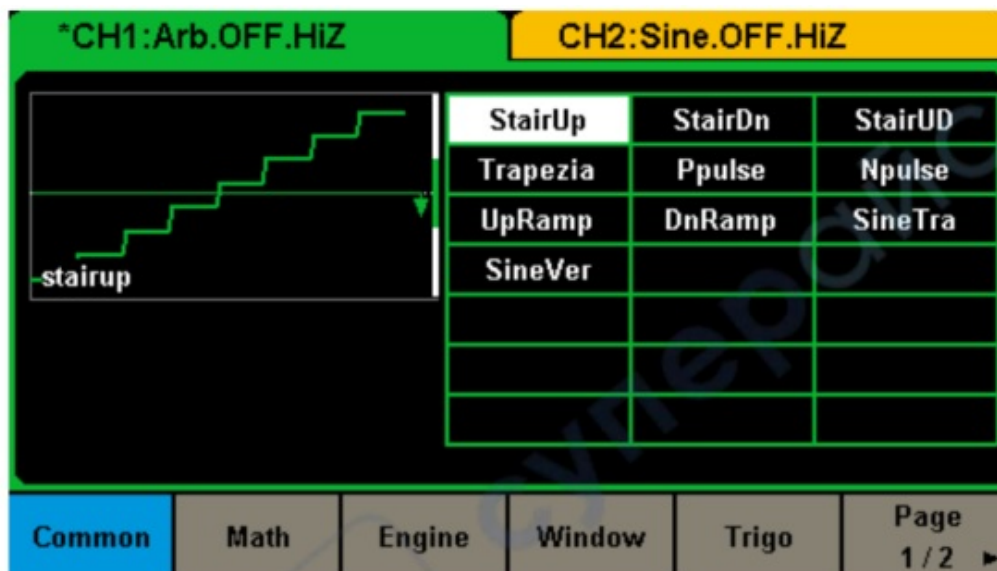 *CH1:Arb.OFF.HiZ CH2:Sine.OFF.HiZ
stairup
StairUp StairDn StairUD
Trapezia Ppulse Npulse
UpRamp DnRamp SineTra
SineVer
Common Math Engine Window Trigo Page
1 / 2
суперайс